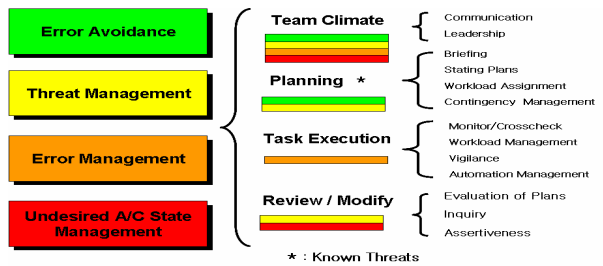 Error Avoidance
Threat Management
Error Management
Undesired A/C State
Management
Team Climate
Communication
Leadership
Planning *
Briefing
Stating Plans
Workload Assignment
Contingency Management
Task Execution
Monitor/Crosscheck
Workload Management
Vigilance
Automation Management
Review / Modify
Evaluation of Plans
Inquiry
Assertiveness
* : Known Threats